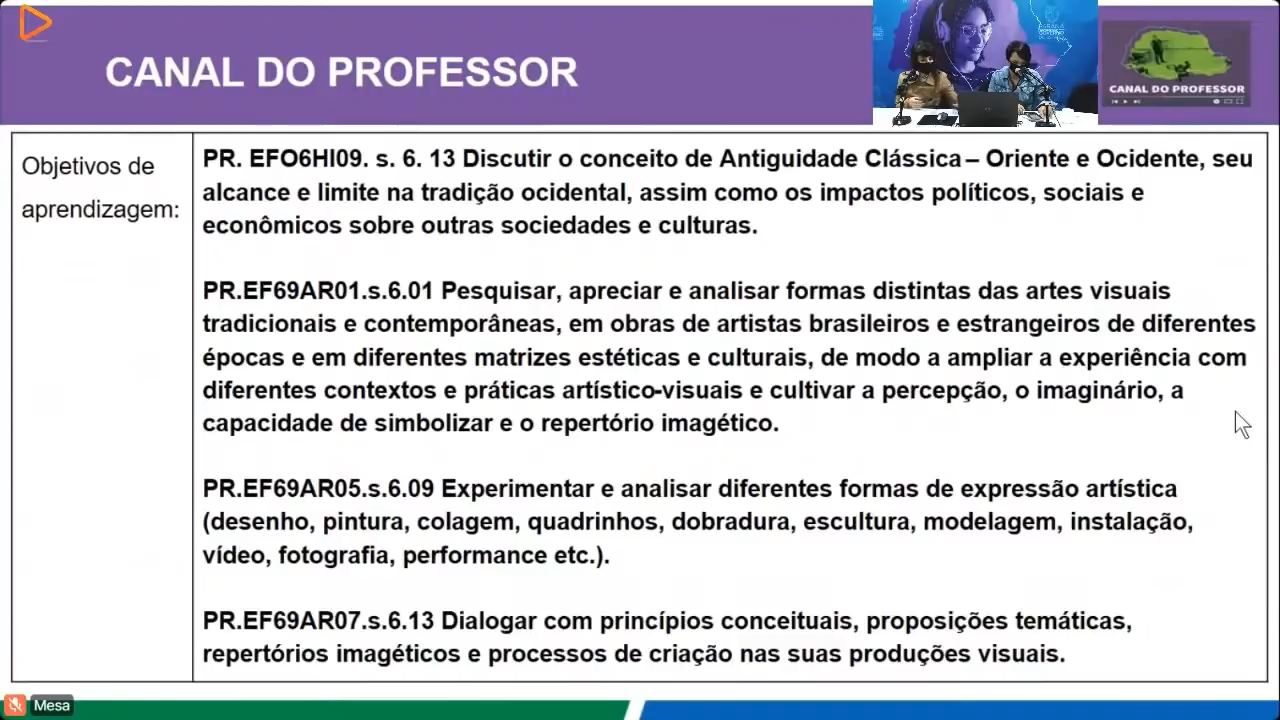 CANAL DO PROFESSOR
CANAL DO PROFESSOR
Objetivos de
aprendizagem:
PR. EFO6HI09. s. 6. 13 Discutir o conceito de Antiguidade Clássica – Oriente e Ocidente, seu
alcance e limite na tradição ocidental, assim como os impactos políticos, sociais e
econômicos sobre outras sociedades e culturas.
PR.EF69AR01.s.6.01 Pesquisar, apreciar e analisar formas distintas das artes visuais
tradicionais e contemporâneas, em obras de artistas brasileiros e estrangeiros de diferentes
épocas e em diferentes matrizes estéticas e culturais, de modo a ampliar a experiência com
diferentes contextos e práticas artístico-visuais e cultivar a percepção, o imaginário, a
capacidade de simbolizar e o repertório imagético.
PR.EF69AR05.s.6.09 Experimentar e analisar diferentes formas de expressão artística
(desenho, pintura, colagem, quadrinhos, dobradura, escultura, modelagem, instalação,
vídeo, fotografia, performance etc.).
PR.EF69AR07.s.6.13 Dialogar com princípios conceituais, proposições temáticas,
repertórios imagéticos e processos de criação nas suas produções visuais.
Mesa